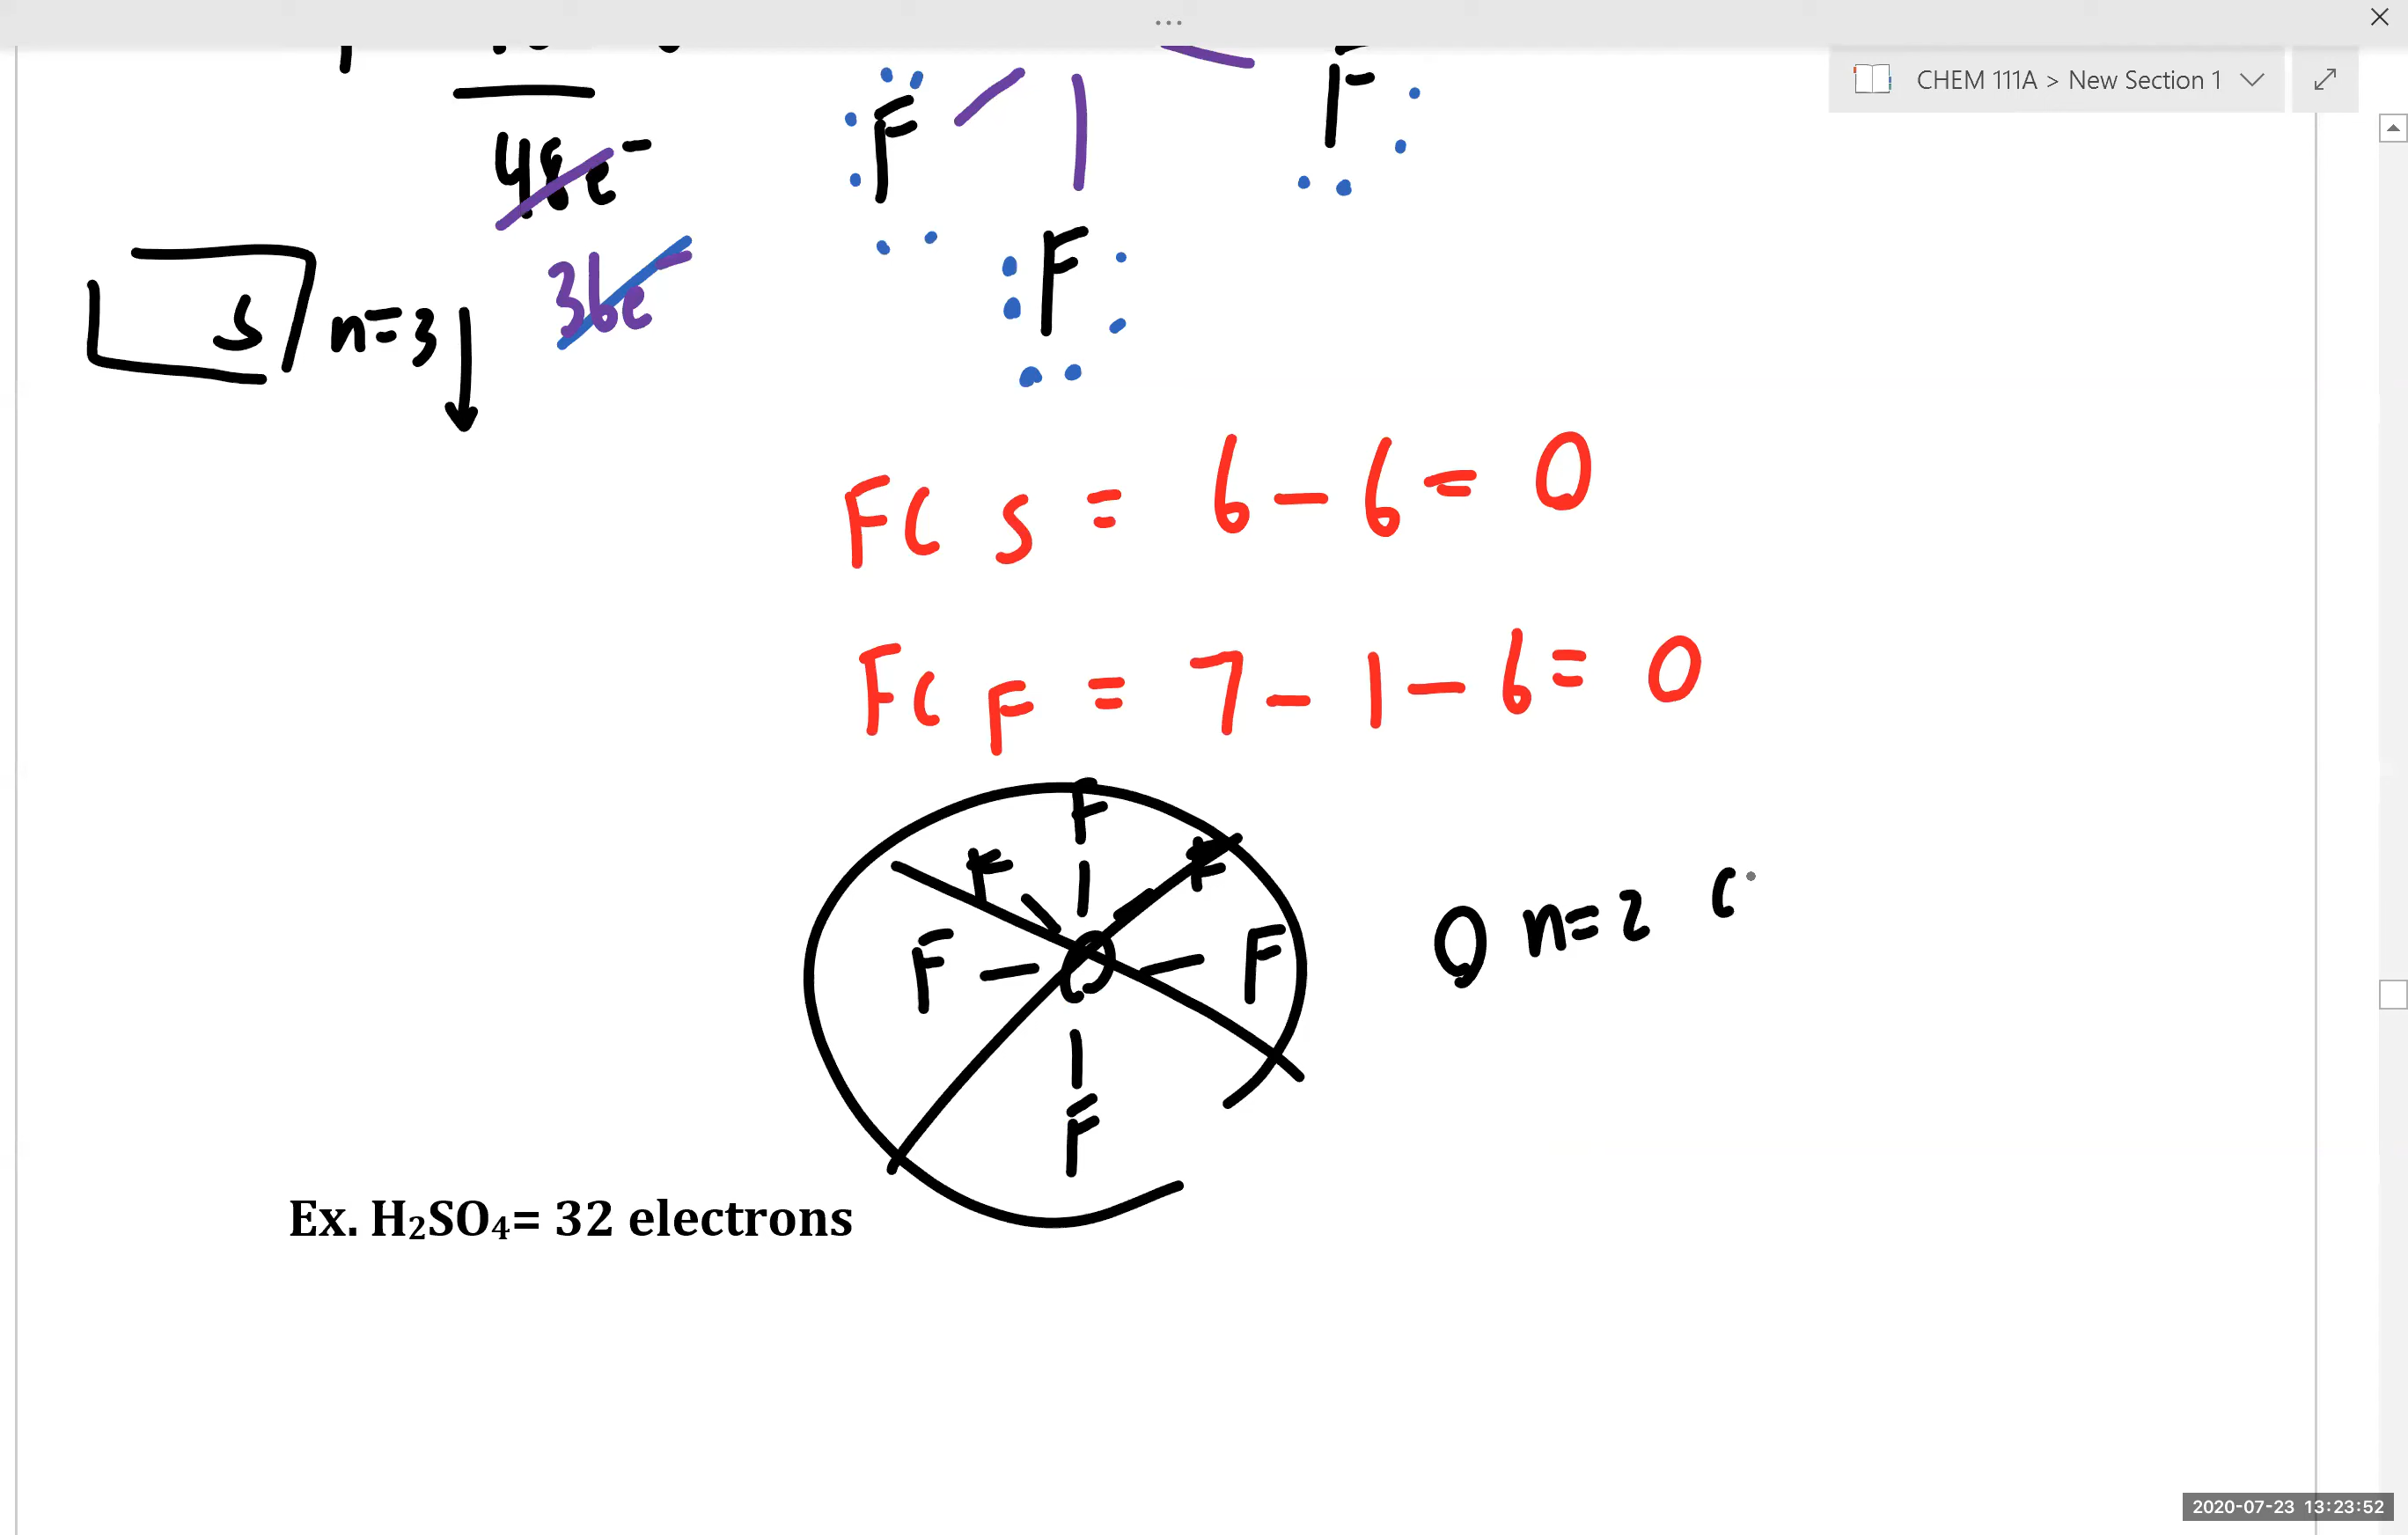 ...
CHEM 111A > New Section 1
F
F
48e⁻
F
S n=3
36e⁻
FC S = 6 - 6 = 0
FC F = 7 - 1 - 6 = 0
F
F F
F - O - F O n=2 (
F
Ex. H₂SO₄= 32 electrons
2020-07-23 13:23:52